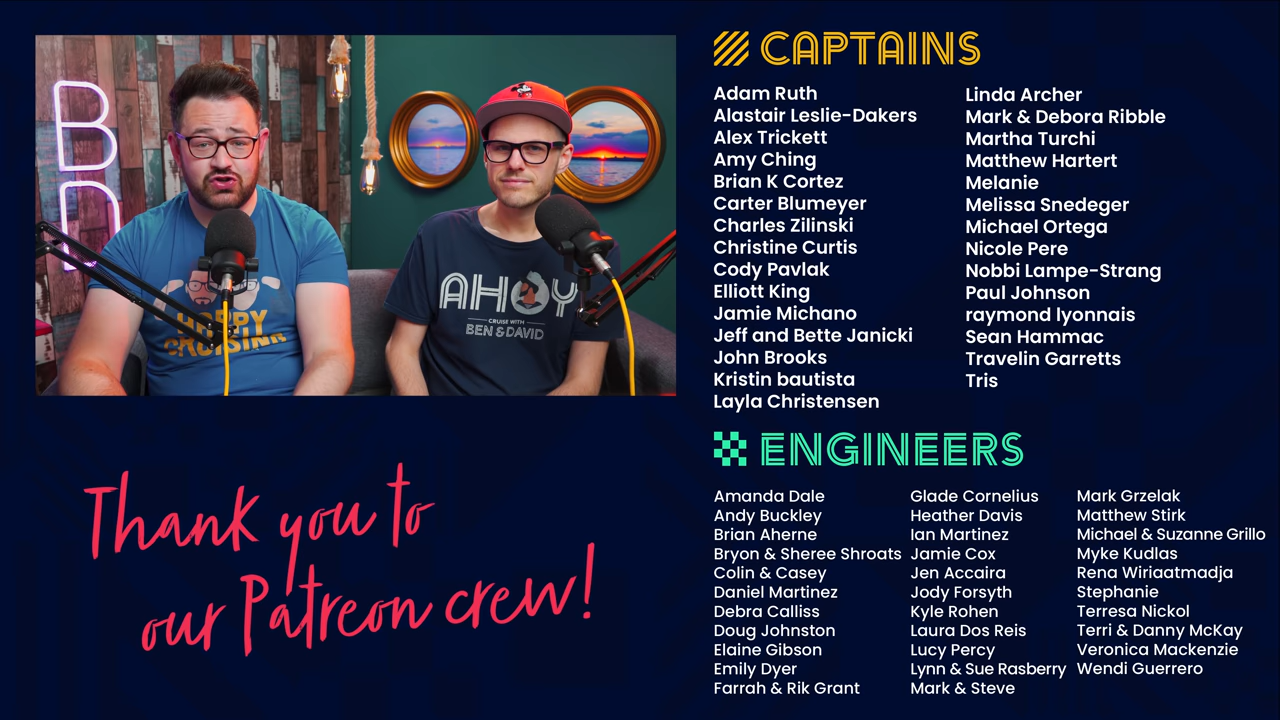 B
D
HAPPY
CRUISING
AHOY
CRUISE WITH
BEN & DAVID
Thank you to
our Patreon crew!
CAPTAINS
Adam Ruth
Alastair Leslie-Dakers
Alex Trickett
Amy Ching
Brian K Cortez
Carter Blumeyer
Charles Zilinski
Christine Curtis
Cody Pavlak
Elliott King
Jamie Michano
Jeff and Bette Janicki
John Brooks
Kristin bautista
Layla Christensen
Linda Archer
Mark & Debora Ribble
Martha Turchi
Matthew Hartert
Melanie
Melissa Snedeger
Michael Ortega
Nicole Pere
Nobbi Lampe-Strang
Paul Johnson
raymond lyonnais
Sean Hammac
Travelin Garretts
Tris
ENGINEERS
Amanda Dale
Andy Buckley
Brian Aherne
Bryon & Sheree Shroats
Colin & Casey
Daniel Martinez
Debra Calliss
Doug Johnston
Elaine Gibson
Emily Dyer
Farrah & Rik Grant
Glade Cornelius
Heather Davis
Ian Martinez
Jamie Cox
Jen Accaira
Jody Forsyth
Kyle Rohen
Laura Dos Reis
Lucy Percy
Lynn & Sue Rasberry
Mark & Steve
Mark Grzelak
Matthew Stirk
Michael & Suzanne Grillo
Myke Kudlas
Rena Wiriaatmadja
Stephanie
Terresa Nickol
Terri & Danny McKay
Veronica Mackenzie
Wendi Guerrero